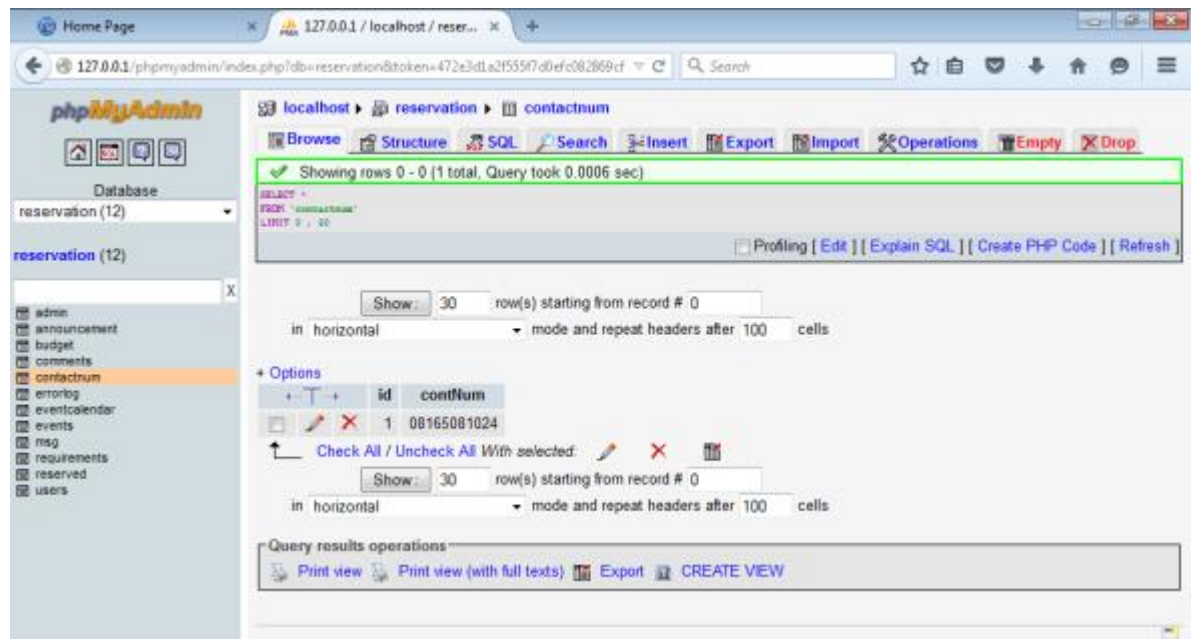 Home Page
127.0.0.1 / localhost / reser...
127.0.0.1/phpmyadmin/index.php?db=reservation&token=472e3d1a2f555f7d0efc082869cf
Search
phpMyAdmin
Database
reservation (12)
reservation (12)
X
admin
announcement
budget
comments
contactnum
errorlog
eventcalendar
events
msg
requirements
reserved
users
localhost ▸ reservation ▸ contactnum
Browse Structure SQL Search Insert Export Import Operations Empty Drop
Showing rows 0 - 0 (1 total, Query took 0.0006 sec)
SELECT *
FROM `contactnum`
LIMIT 0 ,
Profiling [ Edit ] [ Explain SQL ] [ Create PHP Code ] [ Refresh ]
Show : 30 row(s) starting from record # 0
in horizontal mode and repeat headers after 100 cells
+ Options
←T→ id contNum
1 08165081024
Check All / Uncheck All With selected:
Show : 30 row(s) starting from record # 0
in horizontal mode and repeat headers after 100 cells
Query results operations
Print view Print view (with full texts) Export CREATE VIEW